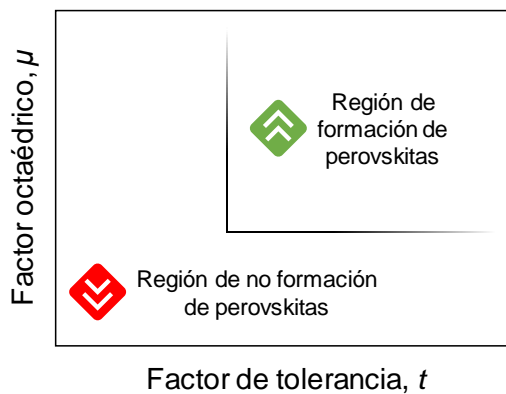 Factor octaédrico, μ
Región de
formación de
perovskitas
Región de no formación
de perovskitas
Factor de tolerancia, t